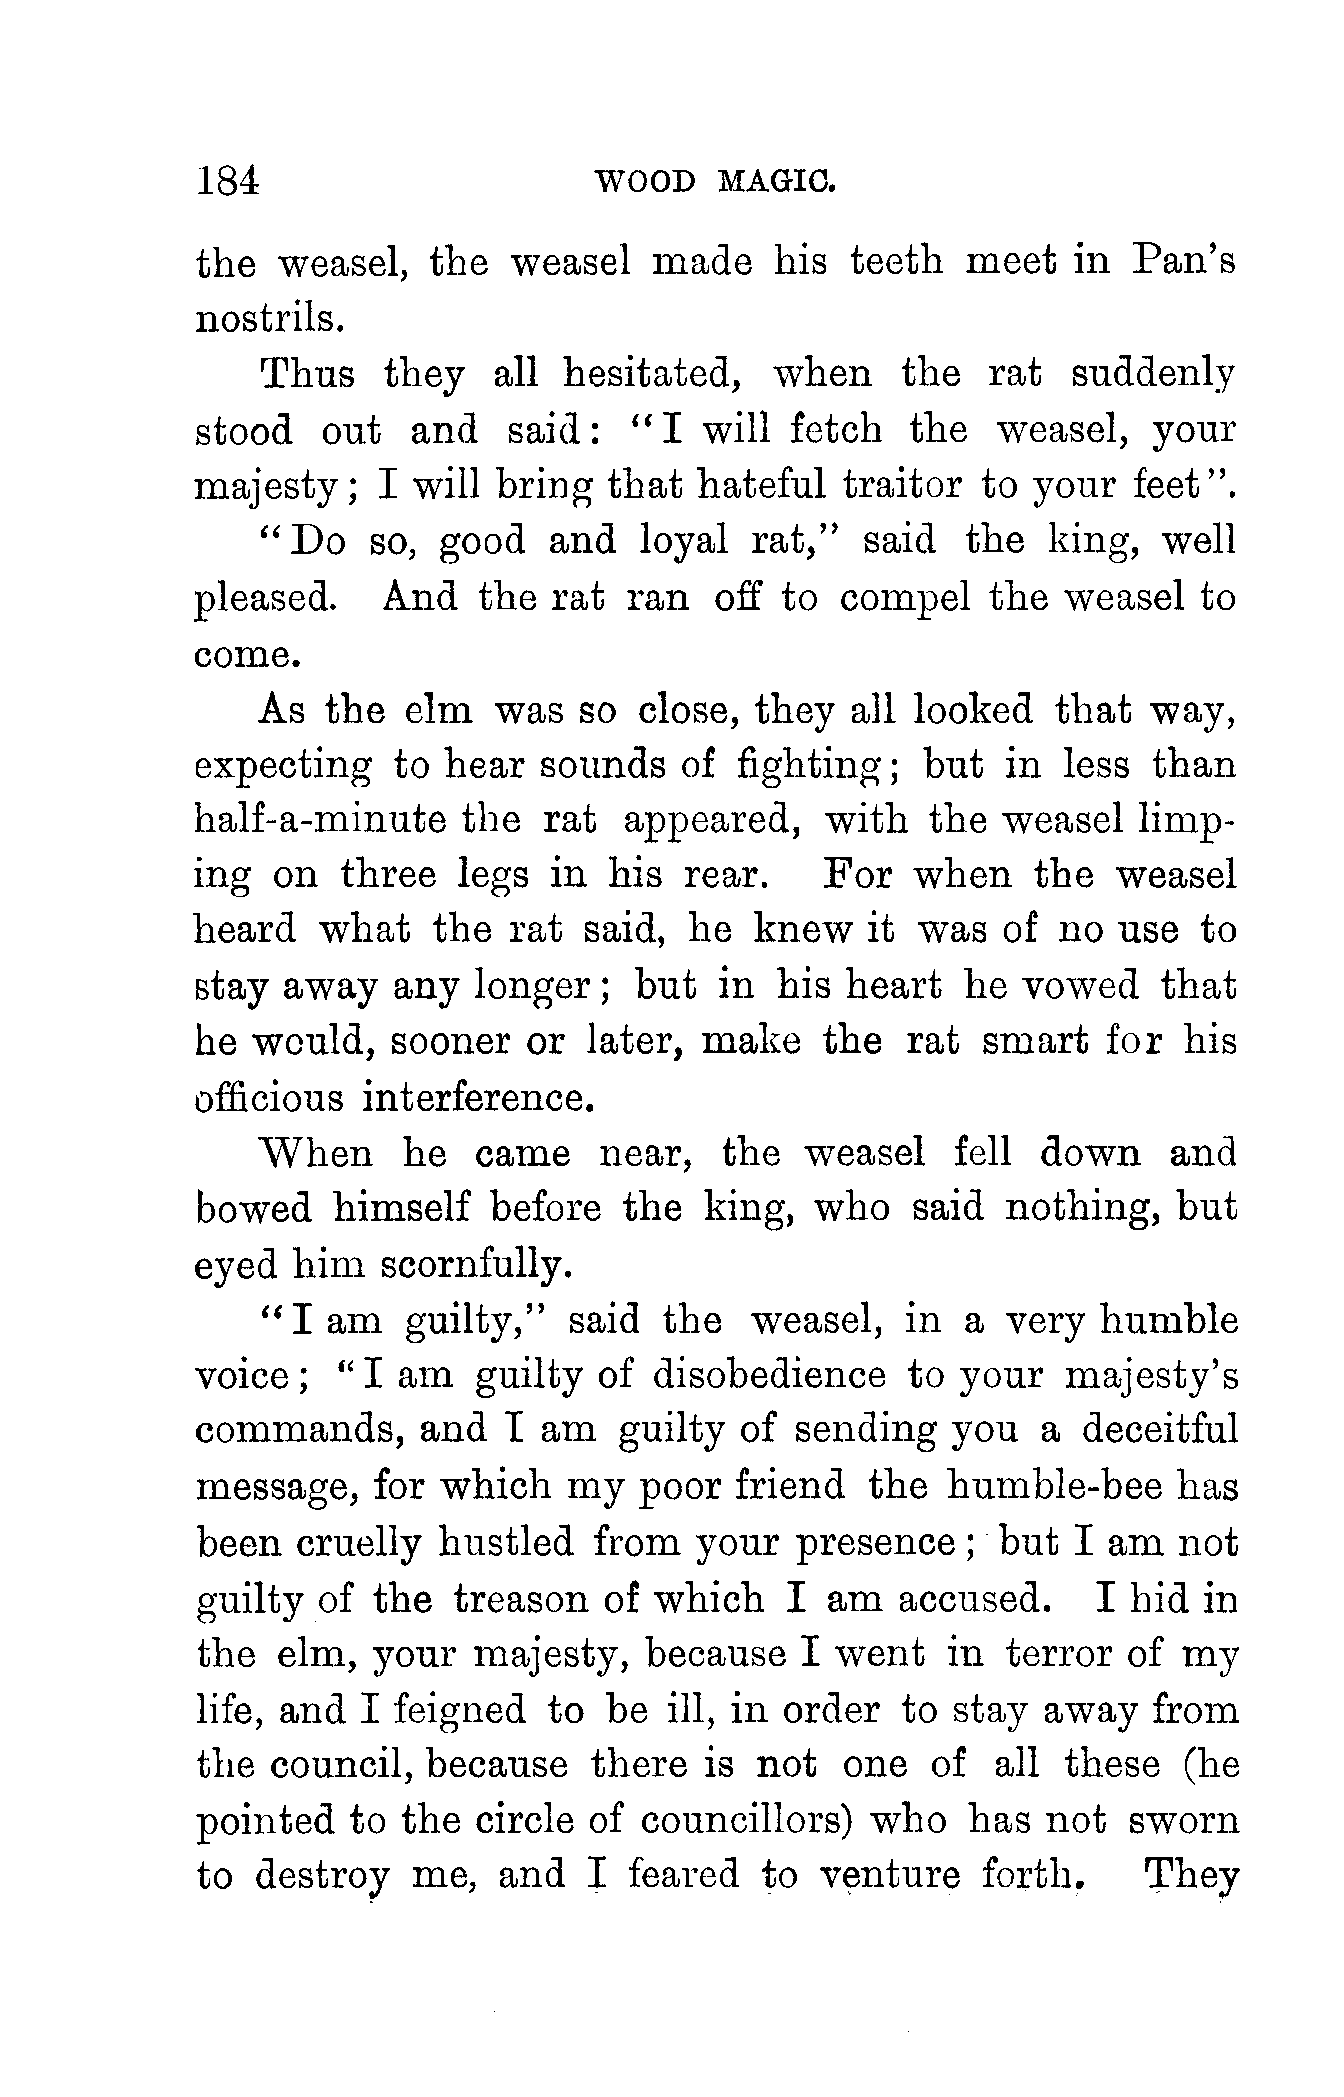 184 WOOD MAGIC.
the weasel, the weasel made his teeth meet in Pan's
nostrils.
Thus they all hesitated, when the rat suddenly
stood out and said: "I will fetch the weasel, your
majesty; I will bring that hateful traitor to your feet".
"Do so, good and loyal rat," said the king, well
pleased. And the rat ran off to compel the weasel to
come.
As the elm was so close, they all looked that way,
expecting to hear sounds of fighting; but in less than
half-a-minute the rat appeared, with the weasel limp-
ing on three legs in his rear. For when the weasel
heard what the rat said, he knew it was of no use to
stay away any longer; but in his heart he vowed that
he would, sooner or later, make the rat smart for his
officious interference.
When he came near, the weasel fell down and
bowed himself before the king, who said nothing, but
eyed him scornfully.
"I am guilty," said the weasel, in a very humble
voice; "I am guilty of disobedience to your majesty's
commands, and I am guilty of sending you a deceitful
message, for which my poor friend the humble-bee has
been cruelly hustled from your presence; but I am not
guilty of the treason of which I am accused. I hid in
the elm, your majesty, because I went in terror of my
life, and I feigned to be ill, in order to stay away from
the council, because there is not one of all these (he
pointed to the circle of councillors) who has not sworn
to destroy me, and I feared to venture forth. They